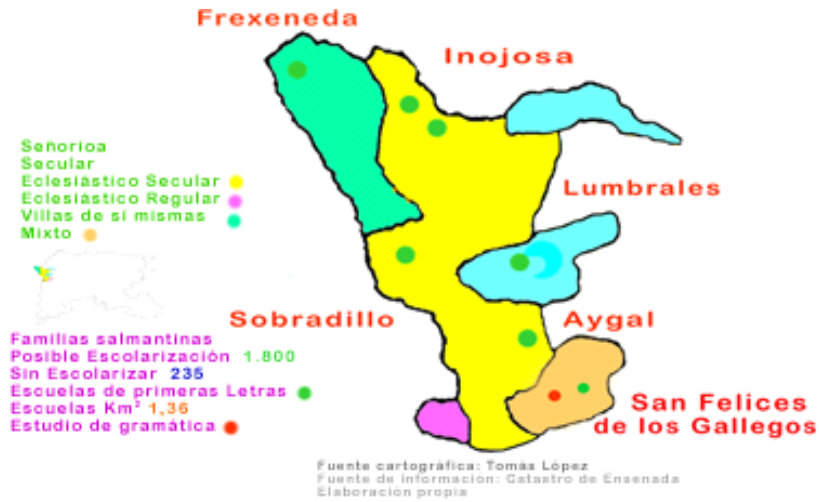 Frexeneda
Inojosa
Señorioa
Secular
Eclesiástico Secular
Eclesiástico Regular
Villas de sí mismas
Mixto
Lumbrales
Sobradillo
Aygal
Familias salmantinas
Posible Escolarización 1.800
Sin Escolarizar 235
Escuelas de primeras Letras
Escuelas Km² 1,36
Estudio de gramática
San Felices
de los Gallegos
Fuente cartográfica: Tomás López
Fuente de información: Catastro de Ensenada
Elaboración propia